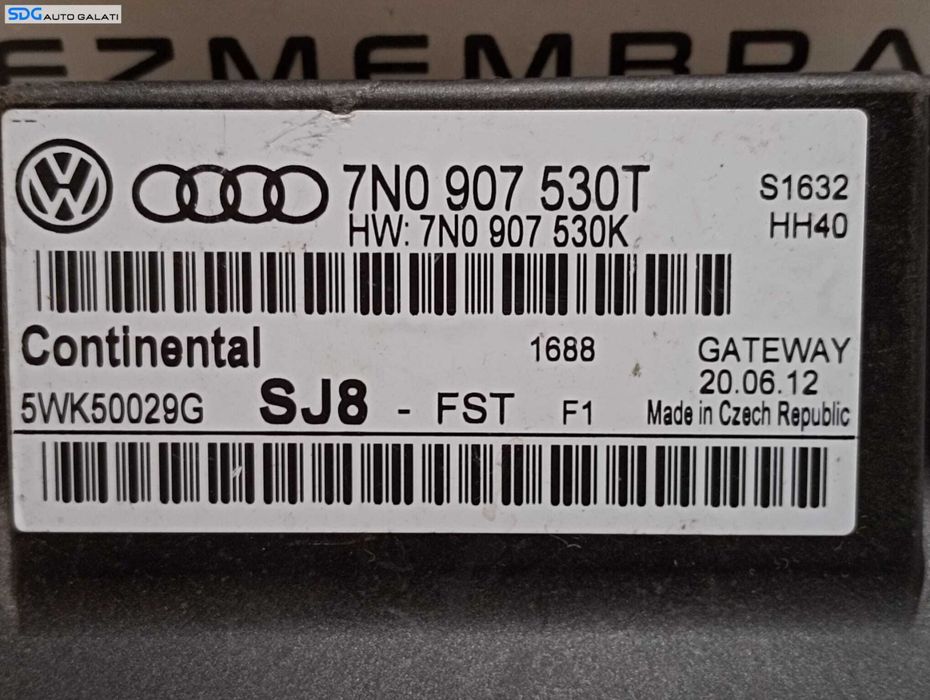 SDG AUTO GALATI
EZMEMBRA
7N0 907 530T
HW: 7N0 907 530K
S1632
HH40
Continental
1688
GATEWAY
20.06.12
5WK50029G SJ8 - FST F1
Made in Czech Republic